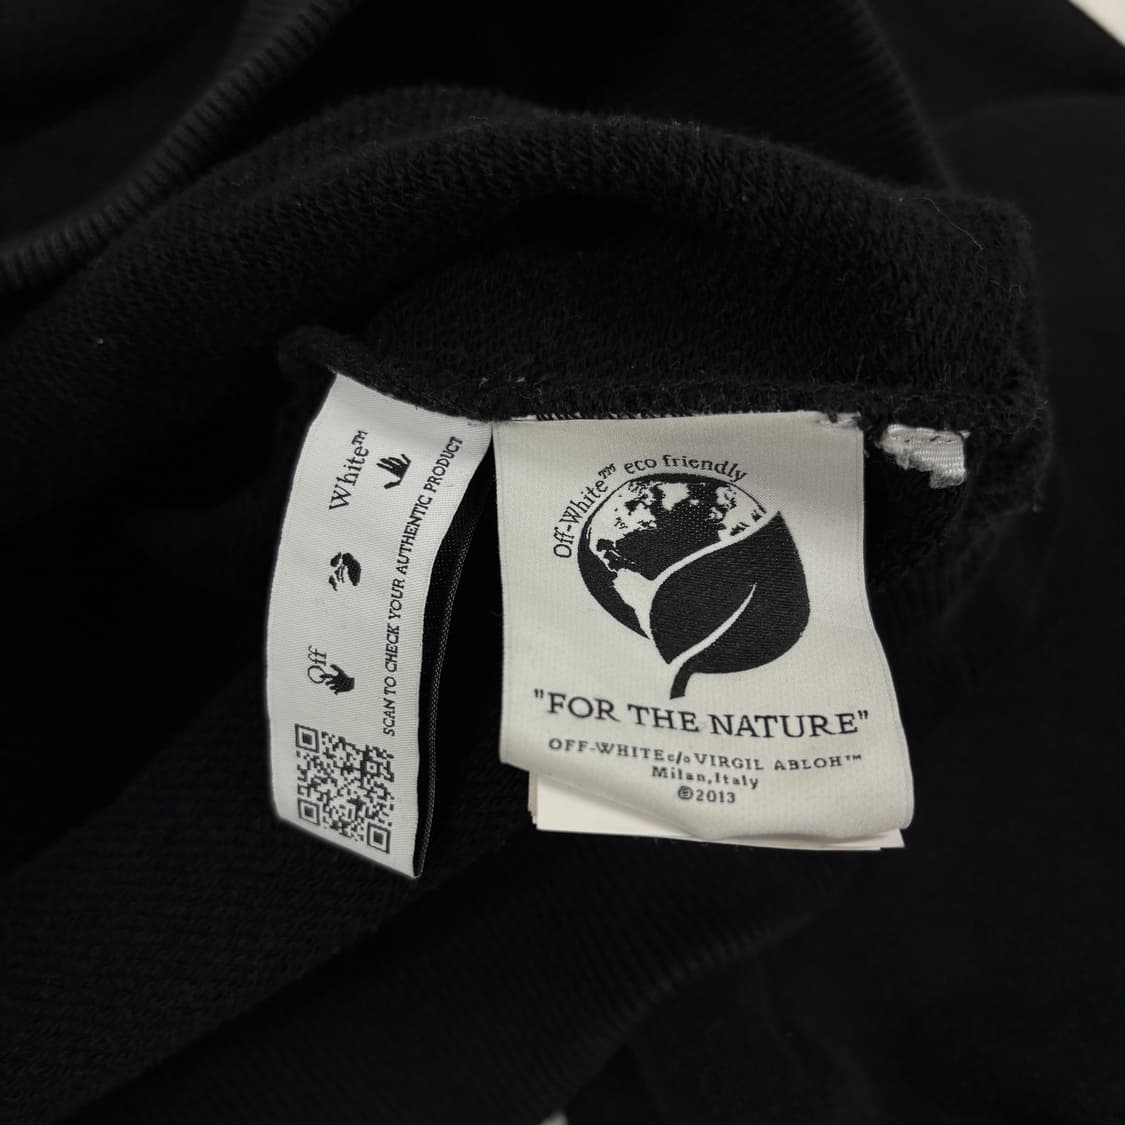 Off White™
SCAN TO CHECK YOUR AUTHENTIC PRODUCT
Off-White™ eco friendly
"FOR THE NATURE"
OFF-WHITE c/o VIRGIL ABLOH™
Milan,Italy
©2013